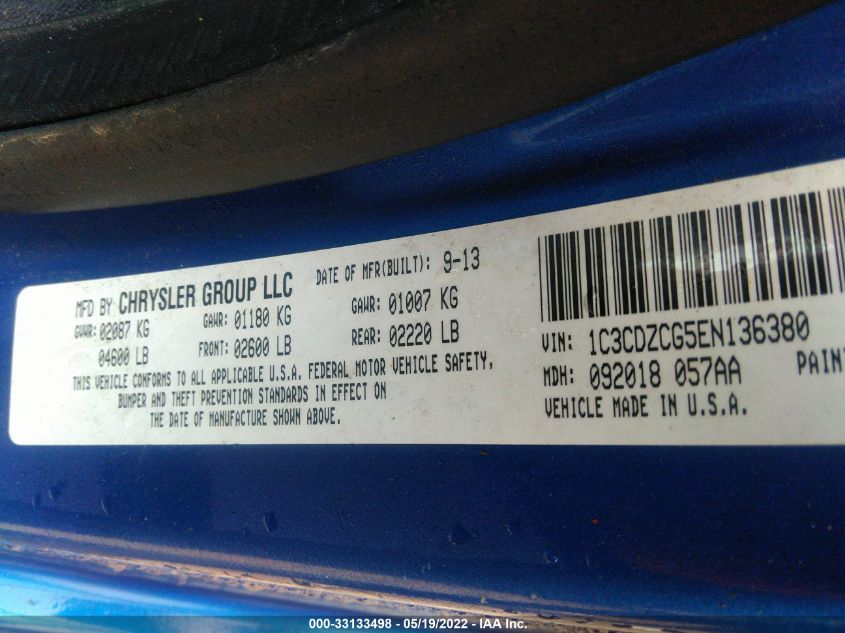 MFD BY CHRYSLER GROUP LLC DATE OF MFR(BUILT): 9-13
GVWR: 02087 KG GAWR: 01180 KG GAWR: 01007 KG
04600 LB FRONT: 02600 LB REAR: 02220 LB
THIS VEHICLE CONFORMS TO ALL APPLICABLE U.S.A. FEDERAL MOTOR VEHICLE SAFETY,
BUMPER AND THEFT PREVENTION STANDARDS IN EFFECT ON
THE DATE OF MANUFACTURE SHOWN ABOVE.
VIN: 1C3CDZCG5EN136380
MDH: 092018 057AA PAIN
VEHICLE MADE IN U.S.A.
000-33133498 - 05/19/2022 - IAA Inc.